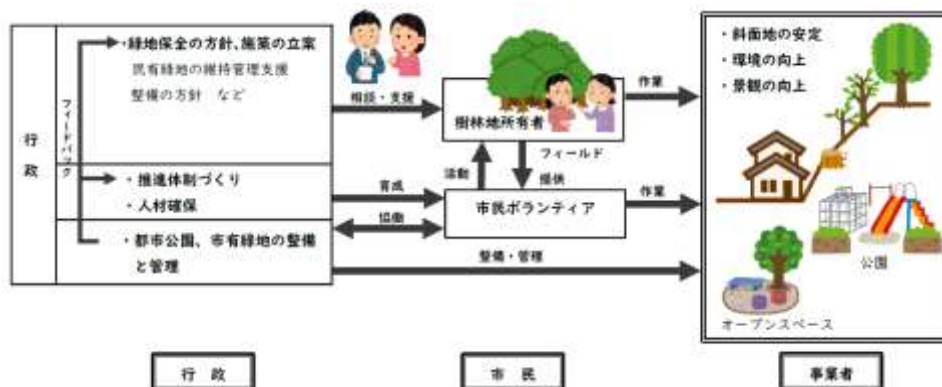 行政
フィードバック
・緑地保全の方針、施策の立案
民有緑地の維持管理支援
整備の方針 など
・推進体制づくり
・人材確保
・都市公園、市有緑地の整備
と管理
相談・支援
樹林地所有者
作業
活動
フィールド
提供
育成
協働
市民ボランティア
作業
整備・管理
・斜面地の安定
・環境の向上
・景観の向上
公園
オープンスペース
行 政
市 民
事業者